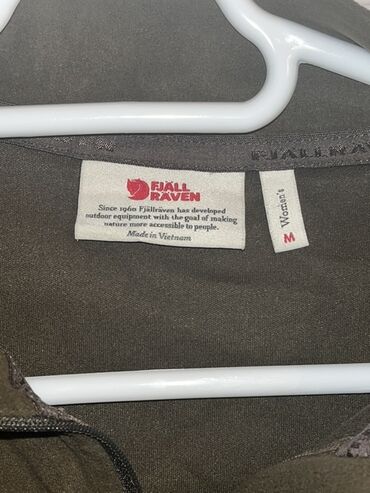 FJÄLL
RÄVEN
Since 1960 Fjällräven has developed
outdoor equipment with the goal of making
nature more accessible to people.
Made in Vietnam
Women's
M
FJÄLLRÄ